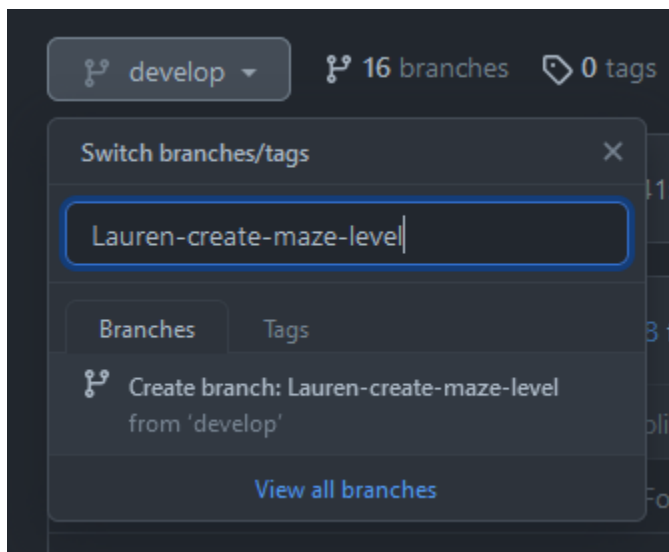 develop 16 branches 0 tags
Switch branches/tags
Lauren-create-maze-level
Branches Tags
Create branch: Lauren-create-maze-level
from ‘develop’
View all branches